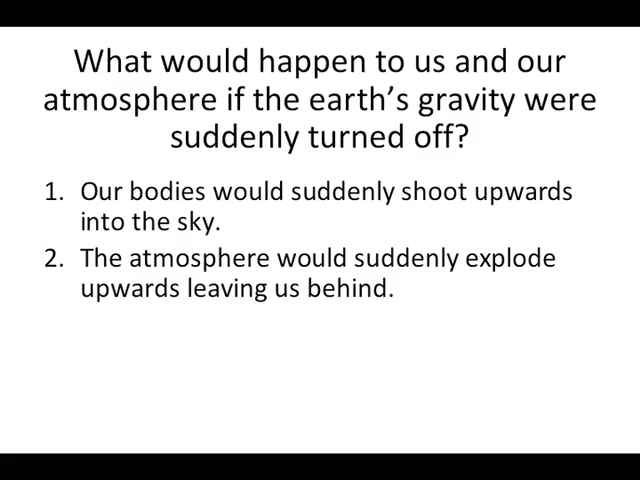 What would happen to us and our
atmosphere if the earth's gravity were
suddenly turned off?
1. Our bodies would suddenly shoot upwards
into the sky.
2. The atmosphere would suddenly explode
upwards leaving us behind.